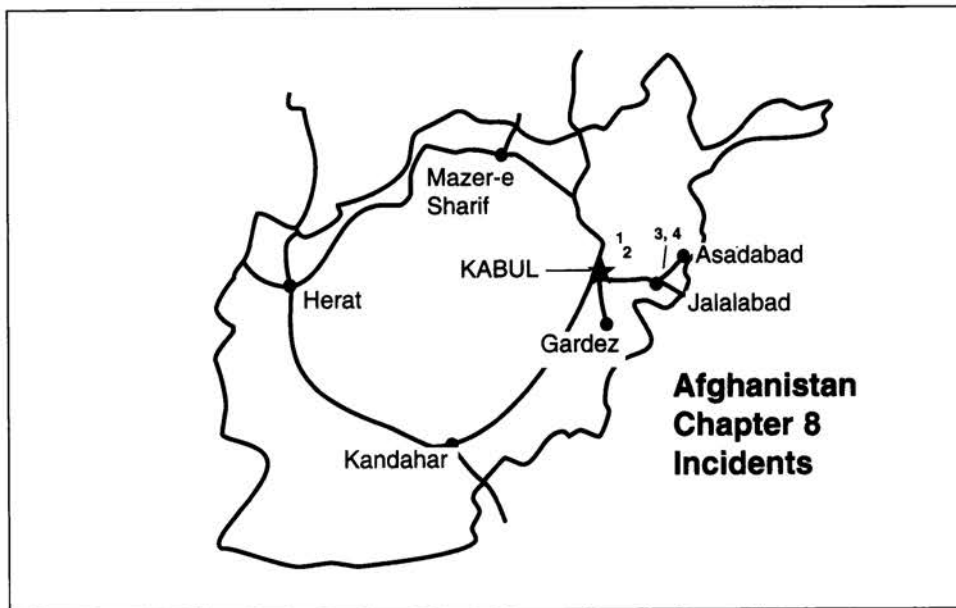 Mazer-e
Sharif
1
2
3, 4
Asadabad
KABUL
Jalalabad
Herat
Gardez
Kandahar
Afghanistan
Chapter 8
Incidents